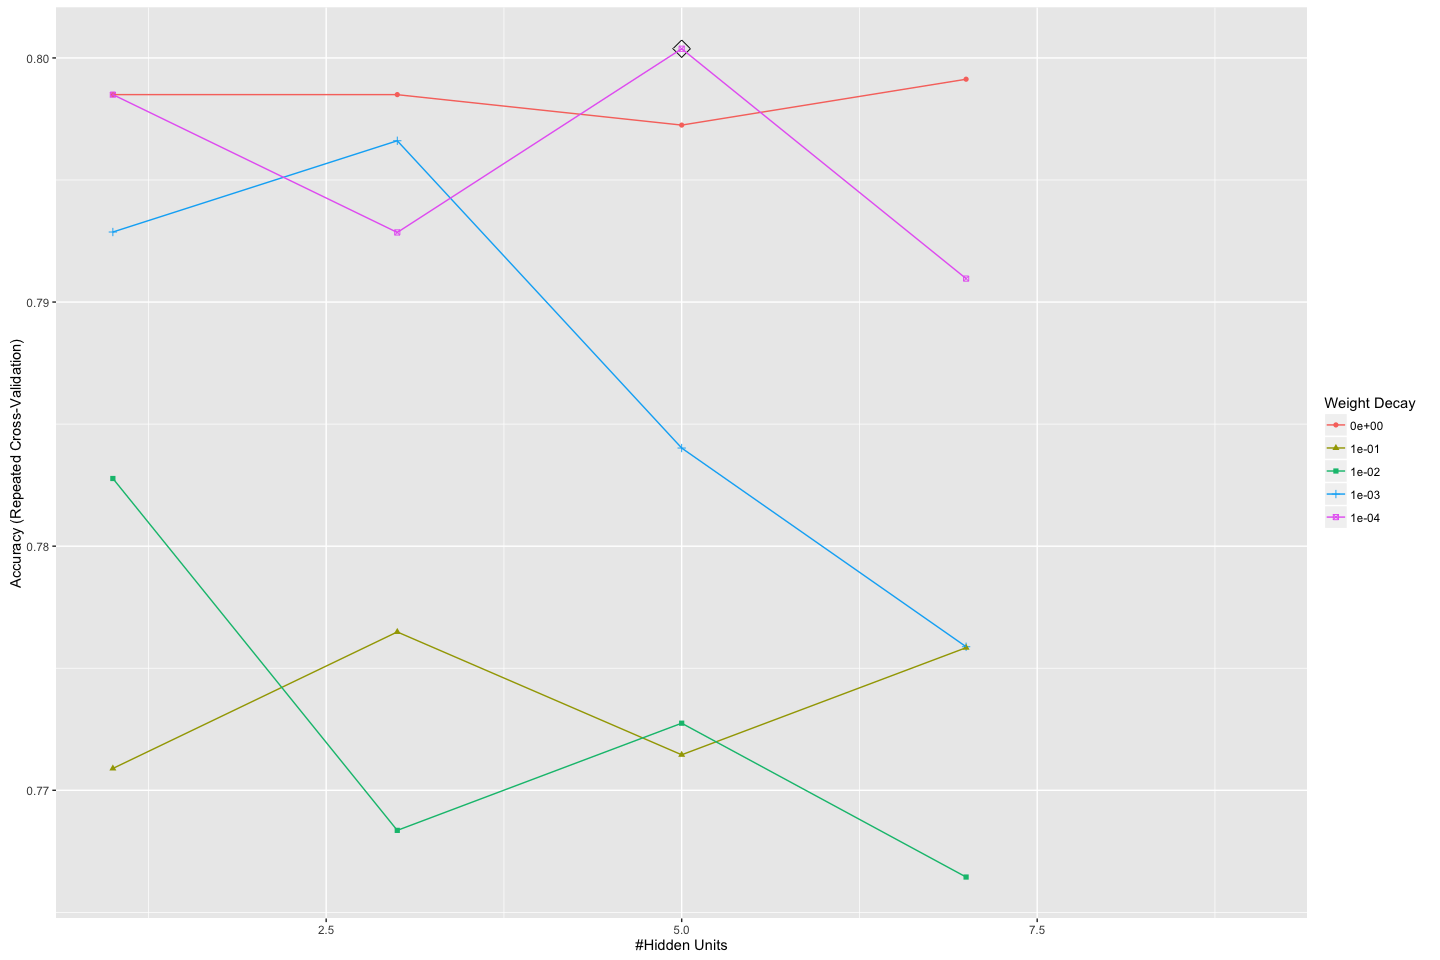 0.80
0.79
0.78
0.77
Accuracy (Repeated Cross-Validation)
2.5
5.0
7.5
#Hidden Units
Weight Decay
0e+00
1e-01
1e-02
1e-03
1e-04